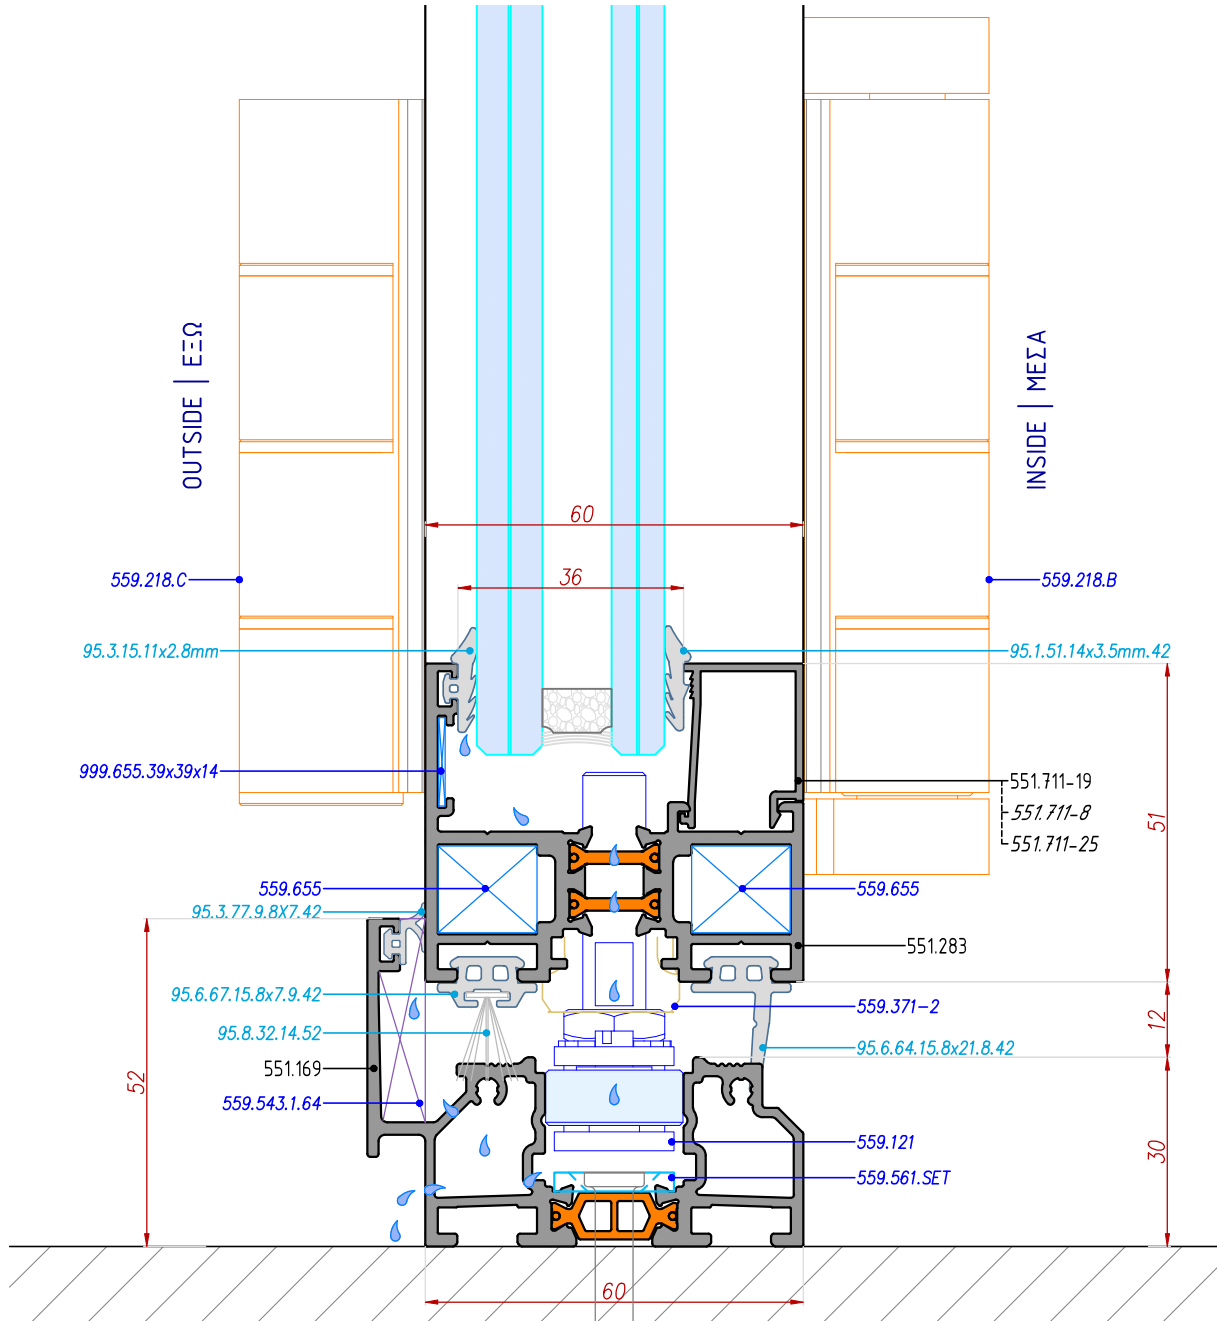 OUTSIDE | ΕΞΩ
INSIDE | ΜΕΣΑ
60
36
559.218.C
559.218.B
95.3.15.11x2.8mm
95.1.51.14x3.5mm.42
999.655.39x39x14
551.711-19
551.711-8
551.711-25
51
559.655
559.655
95.3.77.9.8X7.42
551.283
95.6.67.15.8x7.9.42
559.371-2
95.8.32.14.52
12
95.6.64.15.8x21.8.42
551.169
52
559.543.1.64
559.121
30
559.561.SET
60